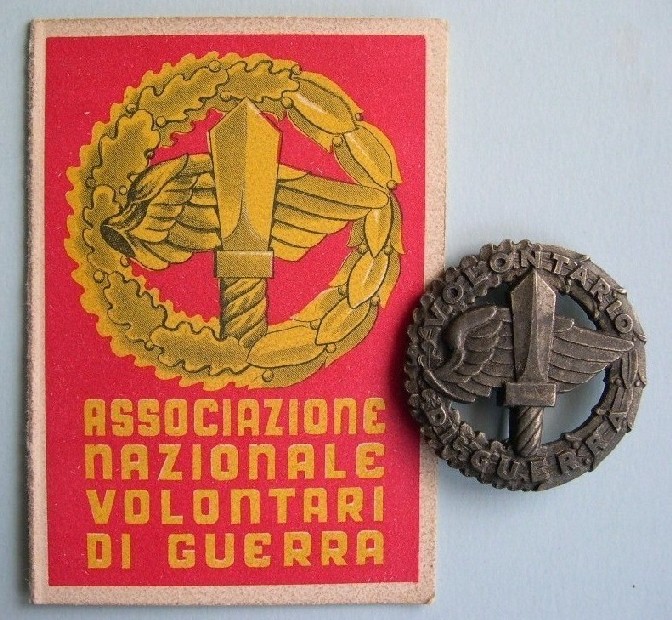 ASSOCIAZIONE
NAZIONALE
VOLONTARI
DI GUERRA
VOLONTARIO
DI GUERRA